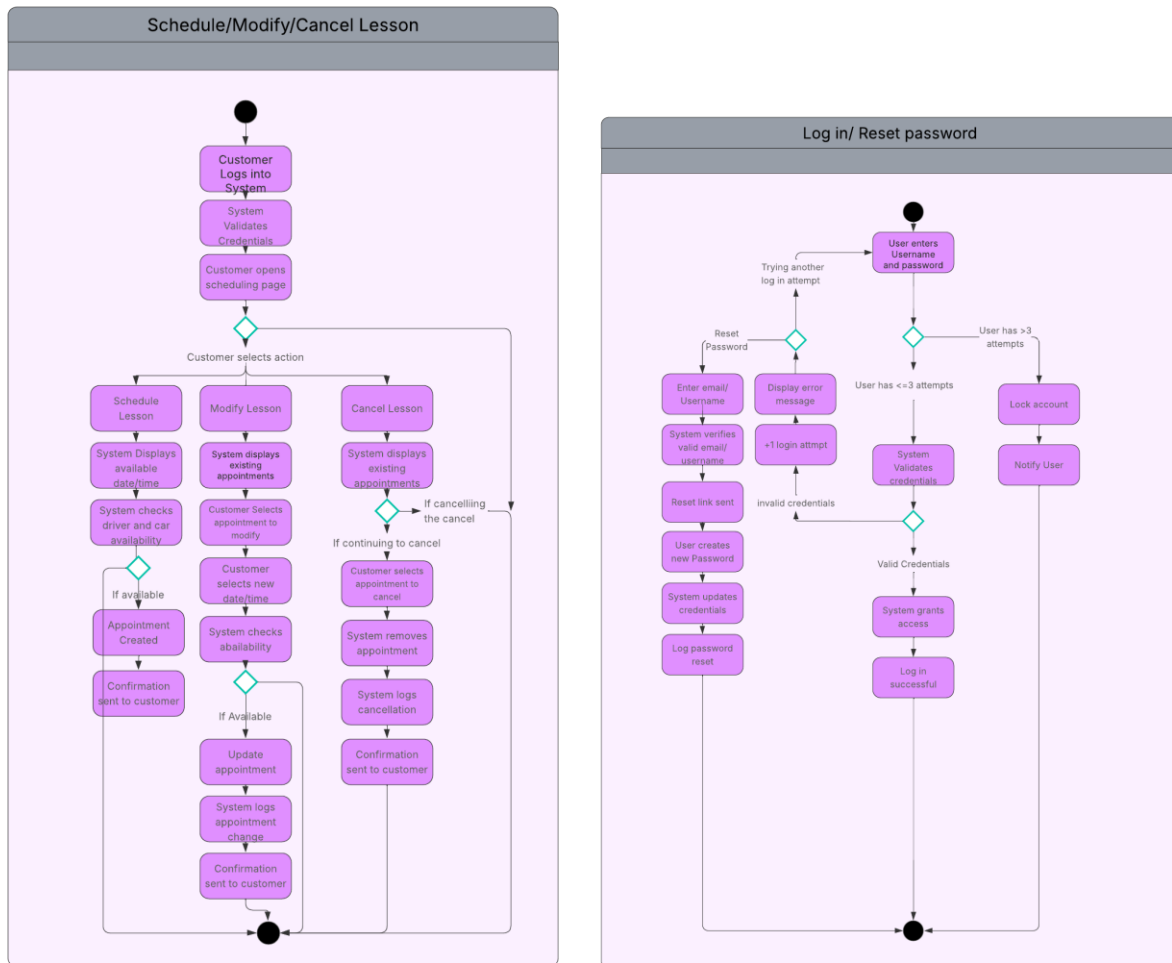 Schedule/Modify/Cancel Lesson
Customer
Logs into
System
System
Validates
Credentials
Customer opens
scheduling page
Customer selects action
Schedule
Lesson
System Displays
available
date/time
System checks
driver and car
availability
If available
Appointment
Created
Confirmation
sent to customer
Modify Lesson
System displays
existing
appointments
Customer Selects
appointment to
modify
Customer
selects new
date/time
System checks
abailability
If Available
Update
appointment
System logs
appointment
change
Confirmation
sent to customer
Cancel Lesson
System displays
existing
appointments
If cancelliing
the cancel
If continuing to cancel
Customer selects
appointment to
cancel
System removes
appointment
System logs
cancellation
Confirmation
sent to customer
Log in/ Reset password
User enters
Username
and password
Trying another
log in attempt
Reset
Password
User has >3
attempts
User has <=3 attempts
Enter email/
Username
System verifies
valid email/
username
Reset link sent
User creates
new Password
System updates
credentials
Log password
reset
Display error
message
+1 login attmpt
invalid credentials
System
Validates
credentials
Valid Credentials
System grants
access
Log in
successful
Lock account
Notify User